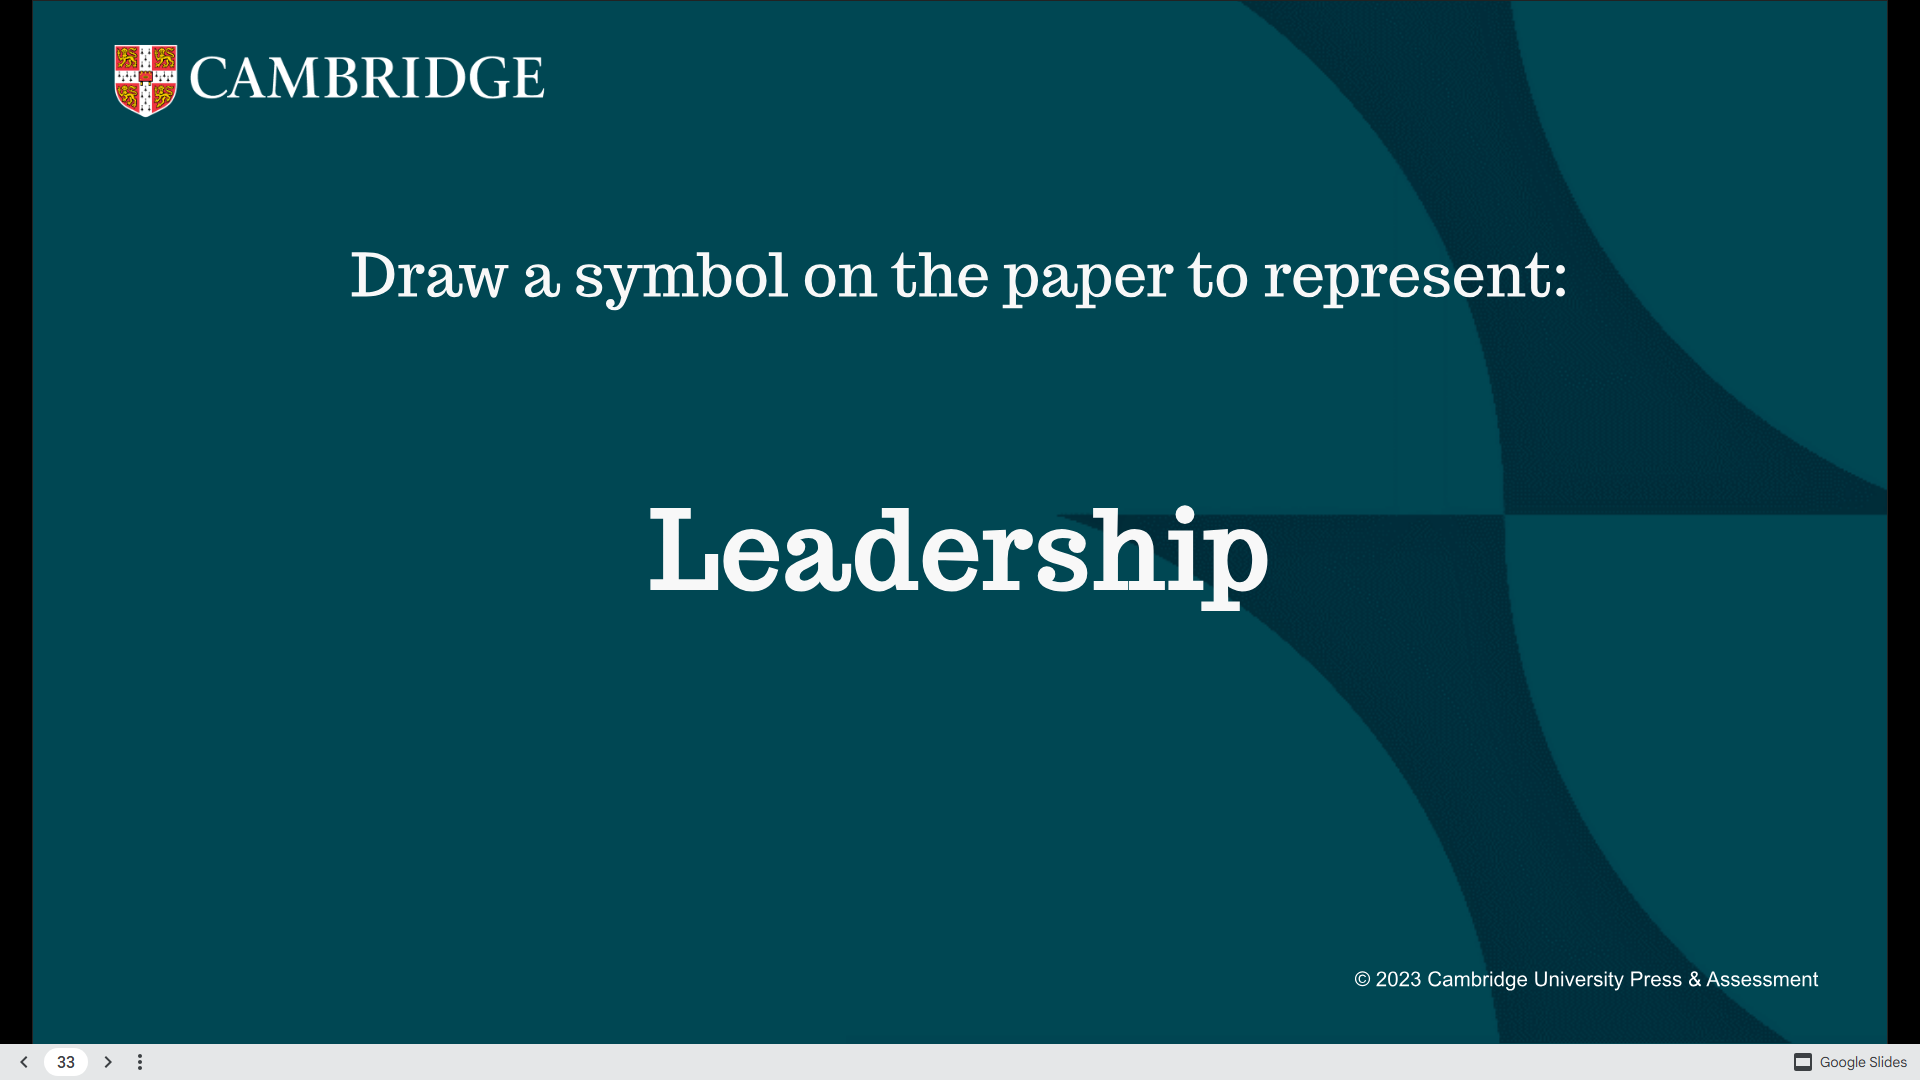 CAMBRIDGE
Draw a symbol on the paper to represent:
Leadership
© 2023 Cambridge University Press & Assessment
33
Google Slides